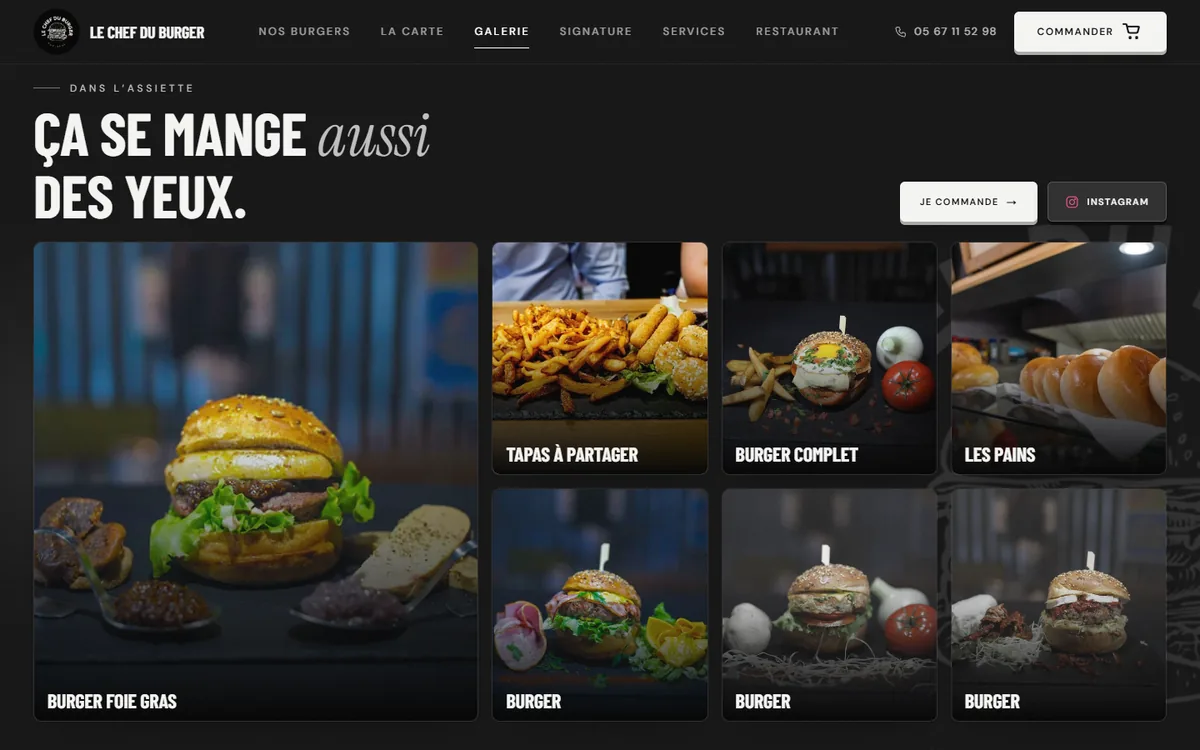 LE CHEF DU BURGER
NOS BURGERS
LA CARTE
GALERIE
SIGNATURE
SERVICES
RESTAURANT
05 67 11 52 98
COMMANDER
DANS L'ASSIETTE
ÇA SE MANGE aussi
DES YEUX.
JE COMMANDE →
INSTAGRAM
TAPAS À PARTAGER
BURGER COMPLET
LES PAINS
BURGER FOIE GRAS
BURGER
BURGER
BURGER